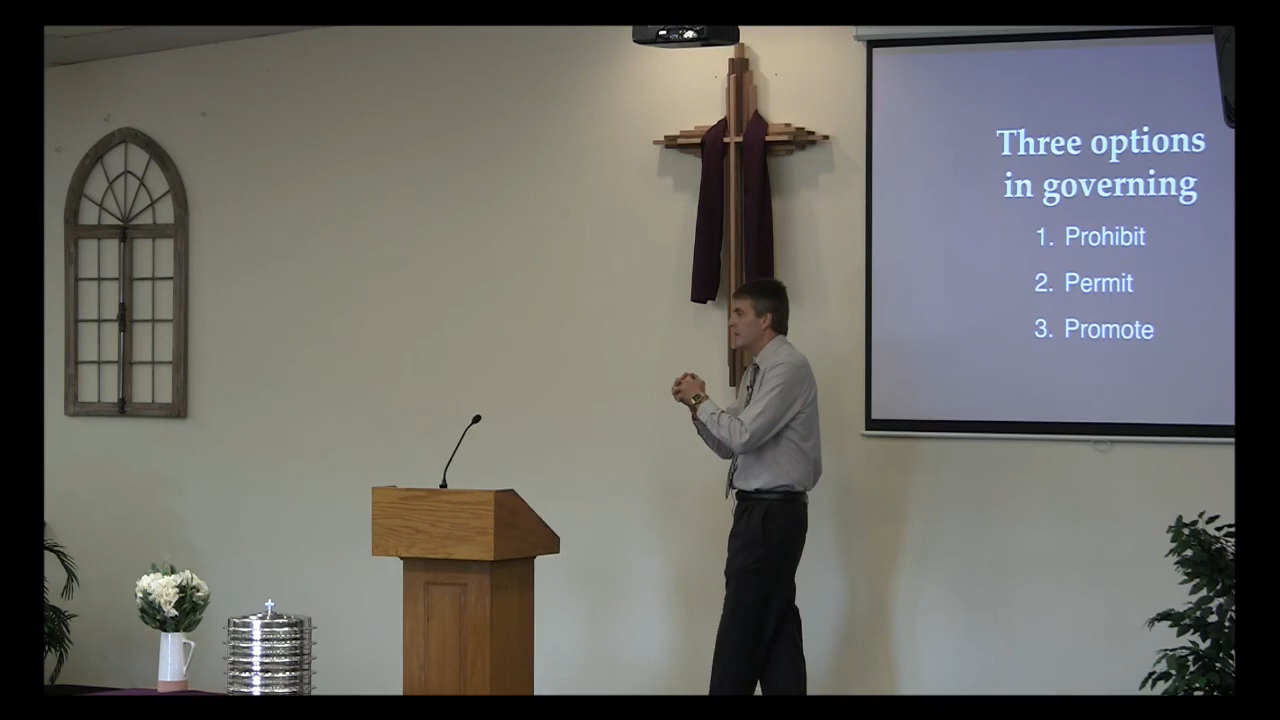 Three options
in governing
1. Prohibit
2. Permit
3. Promote